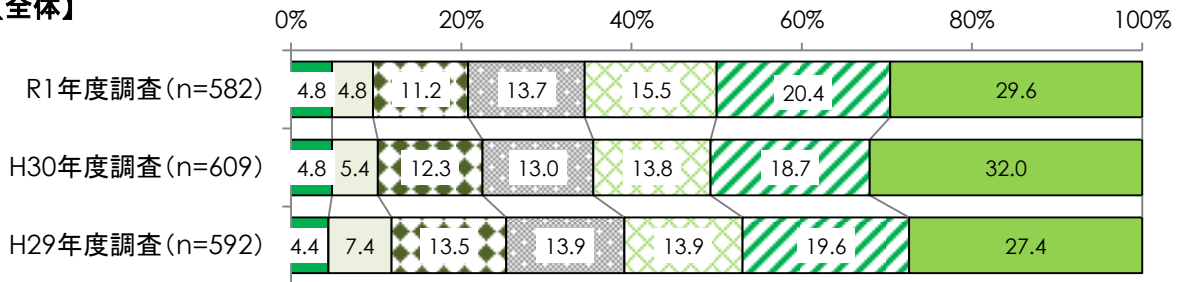 【全体】
0% 20% 40% 60% 80% 100%
R1年度調査(n=582) 4.8 4.8 11.2 13.7 15.5 20.4 29.6
H30年度調査(n=609) 4.8 5.4 12.3 13.0 13.8 18.7 32.0
H29年度調査(n=592) 4.4 7.4 13.5 13.9 13.9 19.6 27.4